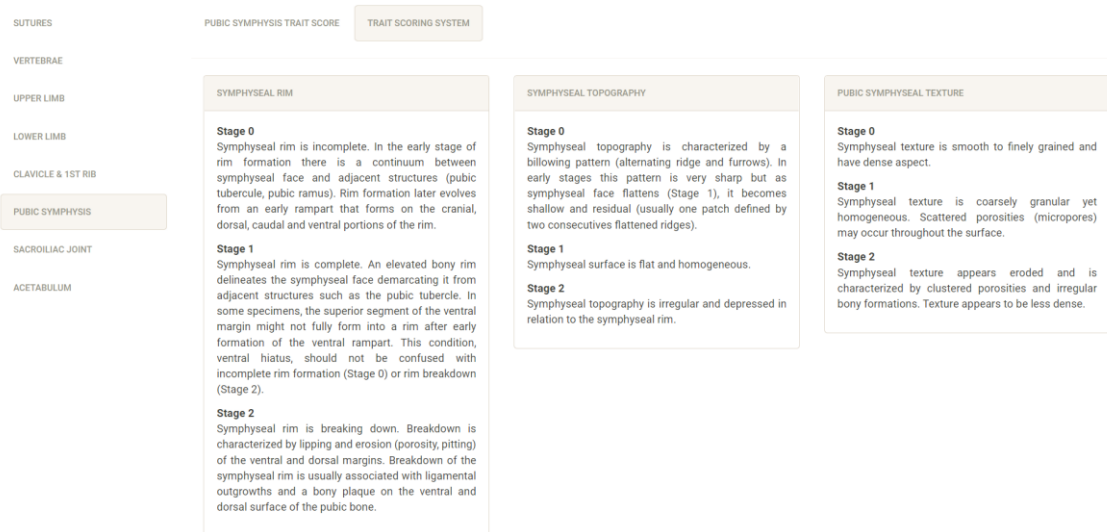 SUTURES
VERTEBRAE
UPPER LIMB
LOWER LIMB
CLAVICLE & 1ST RIB
PUBIC SYMPHYSIS
SACROILIAC JOINT
ACETABULUM
PUBIC SYMPHYSIS TRAIT SCORE
TRAIT SCORING SYSTEM
SYMPHYSEAL RIM
Stage 0
Symphyseal rim is incomplete. In the early stage of
rim formation there is a continuum between
symphyseal face and adjacent structures (pubic
tubercule, pubic ramus). Rim formation later evolves
from an early rampart that forms on the cranial,
dorsal, caudal and ventral portions of the rim.
Stage 1
Symphyseal rim is complete. An elevated bony rim
delineates the symphyseal face demarcating it from
adjacent structures such as the pubic tubercle. In
some specimens, the superior segment of the ventral
margin might not fully form into a rim after early
formation of the ventral rampart. This condition,
ventral hiatus, should not be confused with
incomplete rim formation (Stage 0) or rim breakdown
(Stage 2).
Stage 2
Symphyseal rim is breaking down. Breakdown is
characterized by lipping and erosion (porosity, pitting)
of the ventral and dorsal margins. Breakdown of the
symphyseal rim is usually associated with ligamental
outgrowths and a bony plaque on the ventral and
dorsal surface of the pubic bone.
SYMPHYSEAL TOPOGRAPHY
Stage 0
Symphyseal topography is characterized by a
billowing pattern (alternating ridge and furrows). In
early stages this pattern is very sharp but as
symphyseal face flattens (Stage 1), it becomes
shallow and residual (usually one patch defined by
two consecutives flattened ridges).
Stage 1
Symphyseal surface is flat and homogeneous.
Stage 2
Symphyseal topography is irregular and depressed in
relation to the symphyseal rim.
PUBIC SYMPHYSEAL TEXTURE
Stage 0
Symphyseal texture is smooth to finely grained and
have dense aspect.
Stage 1
Symphyseal texture is coarsely granular yet
homogeneous. Scattered porosities (micropores)
may occur throughout the surface.
Stage 2
Symphyseal texture appears eroded and is
characterized by clustered porosities and irregular
bony formations. Texture appears to be less dense.